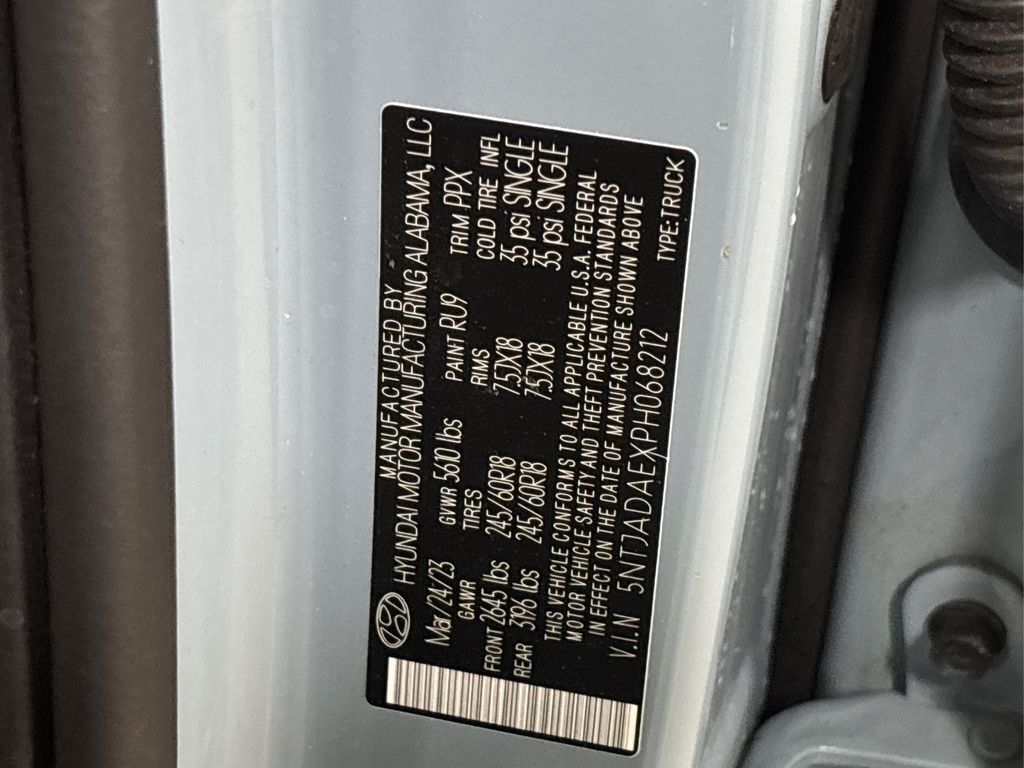 MANUFACTURED BY
HYUNDAI MOTOR MANUFACTURING ALABAMA, LLC
Mar/24/23 GVWR 5610 lbs PAINT RU9 TRIM PPX
GAWR TIRES RIMS COLD TIRE INFL
FRONT 2645 lbs 245/60R18 7.5JX18 35 psi SINGLE
REAR 3196 lbs 245/60R18 7.5JX18 35 psi SINGLE
THIS VEHICLE CONFORMS TO ALL APPLICABLE U.S.A. FEDERAL
MOTOR VEHICLE SAFETY AND THEFT PREVENTION STANDARDS
IN EFFECT ON THE DATE OF MANUFACTURE SHOWN ABOVE
V.I.N 5NTJADAEXPH068212 TYPE:TRUCK